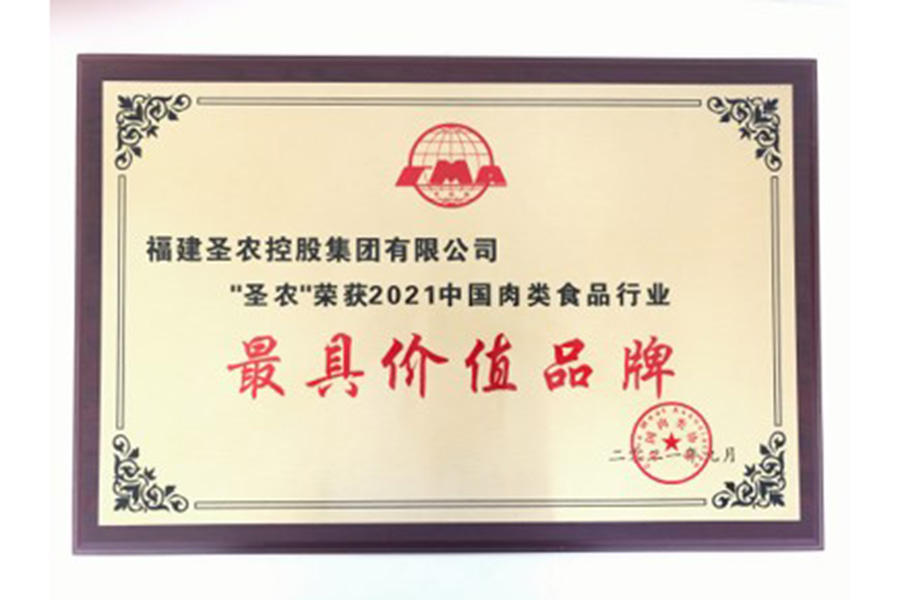 CMA
福建圣农控股集团有限公司
"圣农"荣获2021中国肉类食品行业
最具价值品牌
二〇二一年九月